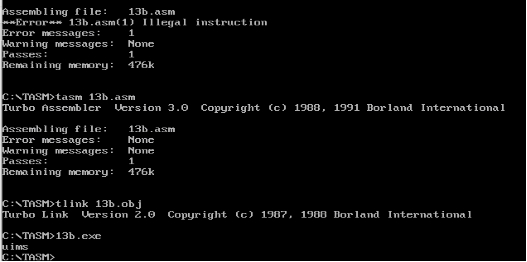 Assembling file:   13b.asm
**Error** 13b.asm(1) Illegal instruction
Error messages:    1
Warning messages:  None
Passes:            1
Remaining memory:  476k
C:\TASM>tasm 13b.asm
Turbo Assembler  Version 3.0  Copyright (c) 1988, 1991 Borland International
Assembling file:   13b.asm
Error messages:    None
Warning messages:  None
Passes:            1
Remaining memory:  476k
C:\TASM>tlink 13b.obj
Turbo Link  Version 2.0  Copyright (c) 1987, 1988 Borland International
C:\TASM>13b.exe
uims
C:\TASM>